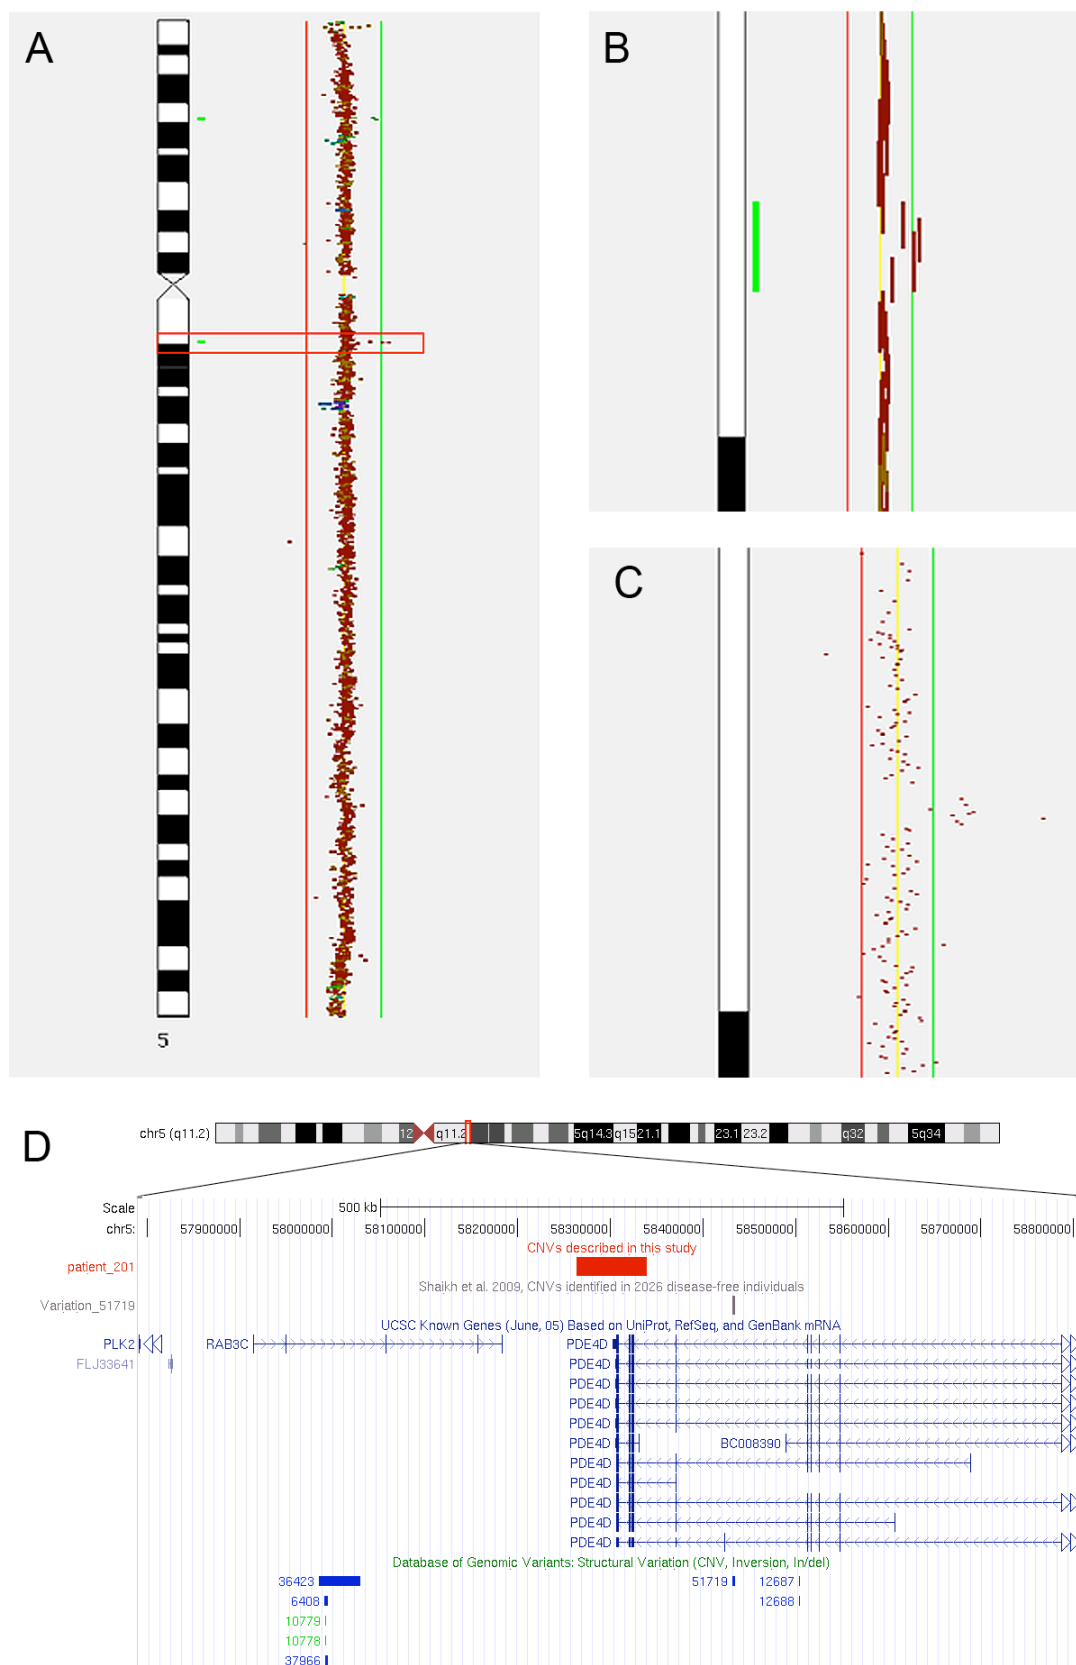 A
B
5
C
D
chr5 (q11.2) 12 q11.2 5q14.3 q15 21.1 23.1 23.2 q32 5q34
Scale 500 kb
chr5: 57900000 58000000 58100000 58200000 58300000 58400000 58500000 58600000 58700000 58800000
CNVs described in this study
patient_201
Shaikh et al. 2009, CNVs identified in 2026 disease-free individuals
Variation_51719
UCSC Known Genes (June, 05) Based on UniProt, RefSeq, and GenBank mRNA
PLK2 RAB3C PDE4D
FLJ33641 PDE4D
PDE4D
PDE4D
PDE4D
PDE4D BC008390
PDE4D
PDE4D
PDE4D
PDE4D
PDE4D
Database of Genomic Variants: Structural Variation (CNV, Inversion, In/del)
36423 51719 12687
6408 12688
10779
10778
37966